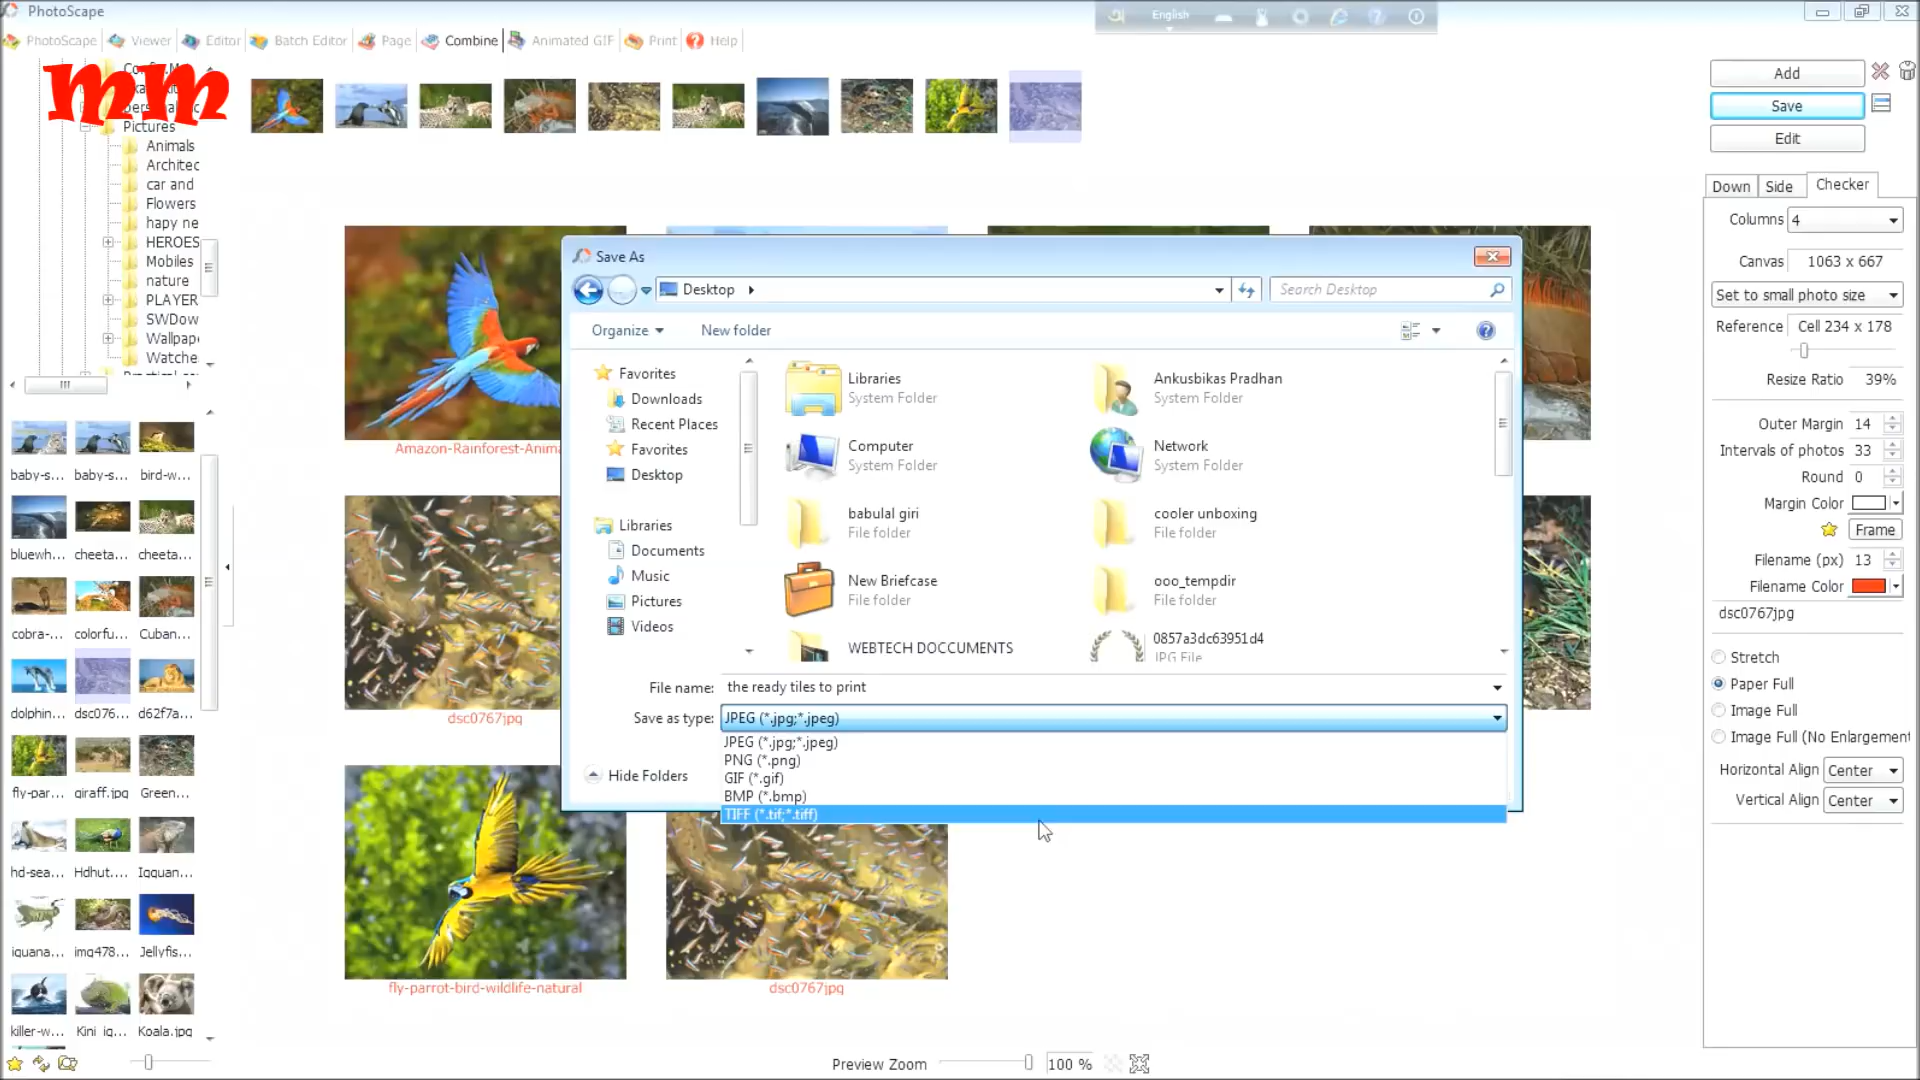 PhotoScape
English
PhotoScape Viewer Editor Batch Editor Page Combine Animated GIF Print Help
mm
Pictures
Animals
Architec
car and
Flowers
hapy ne
HEROES
Mobiles
nature
PLAYER
SWDow
Wallpap
Watche
Add
Save
Edit
Down Side Checker
Columns 4
Canvas 1063 x 667
Set to small photo size
Reference Cell 234 x 178
Resize Ratio 39%
Outer Margin 14
Intervals of photos 33
Round 0
Margin Color
Frame
Filename (px) 13
Filename Color
dsc0767jpg
Stretch
Paper Full
Image Full
Image Full (No Enlargement
Horizontal Align Center
Vertical Align Center
Save As
Desktop
Search Desktop
Organize New folder
Favorites
Downloads
Recent Places
Favorites
Desktop
Libraries
Documents
Music
Pictures
Videos
Libraries
System Folder
Ankusbikas Pradhan
System Folder
Computer
System Folder
Network
System Folder
babulal giri
File folder
cooler unboxing
File folder
New Briefcase
File folder
ooo_tempdir
File folder
WEBTECH DOCCUMENTS
0857a3dc63951d4
JPG File
File name: the ready tiles to print
Save as type: JPEG (*.jpg;*.jpeg)
JPEG (*.jpg;*.jpeg)
PNG (*.png)
GIF (*.gif)
BMP (*.bmp)
TIFF (*.tif;*.tiff)
Hide Folders
Amazon-Rainforest-Anima
dsc0767jpg
fly-parrot-bird-wildlife-natural
dsc0767jpg
baby-s... baby-s... bird-w...
bluewh... cheeta... cheeta...
cobra-... colorfu... Cuban...
dolphin... dsc076... d62f7a...
fly-par... giraff.jpg Green...
hd-sea... Hdhut.... Iguan...
iguana... img478... Jellyfis...
killer-w... Kini_ig... Koala.jpg
Preview Zoom 100 %